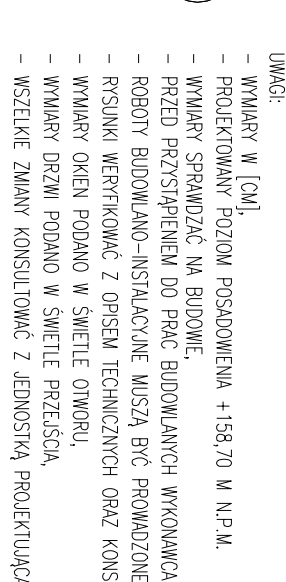 UWAGI:
- WYMIARY W [CM],
- PROJEKTOWANY POZIOM POSADOWIENIA +158,70 M N.P.M.
- WYMIARY SPRAWDZAĆ NA BUDOWIE,
- PRZED PRZYSTĄPIENIEM DO PRAC BUDOWLANYCH WYKONAWCA
- ROBOTY BUDOWLANO-INSTALACYJNE MUSZĄ BYĆ PROWADZONE
- RYSUNKI WERYFIKOWAĆ Z OPISEM TECHNICZNYCH ORAZ KONS
- WYMIARY OKIEN PODANO W ŚWIETLE OTWORU,
- WYMIARY DRZWI PODANO W ŚWIETLE PRZEJŚCIA,
- WSZELKIE ZMIANY KONSULTOWAĆ Z JEDNOSTKĄ PROJEKTUJĄCĄ